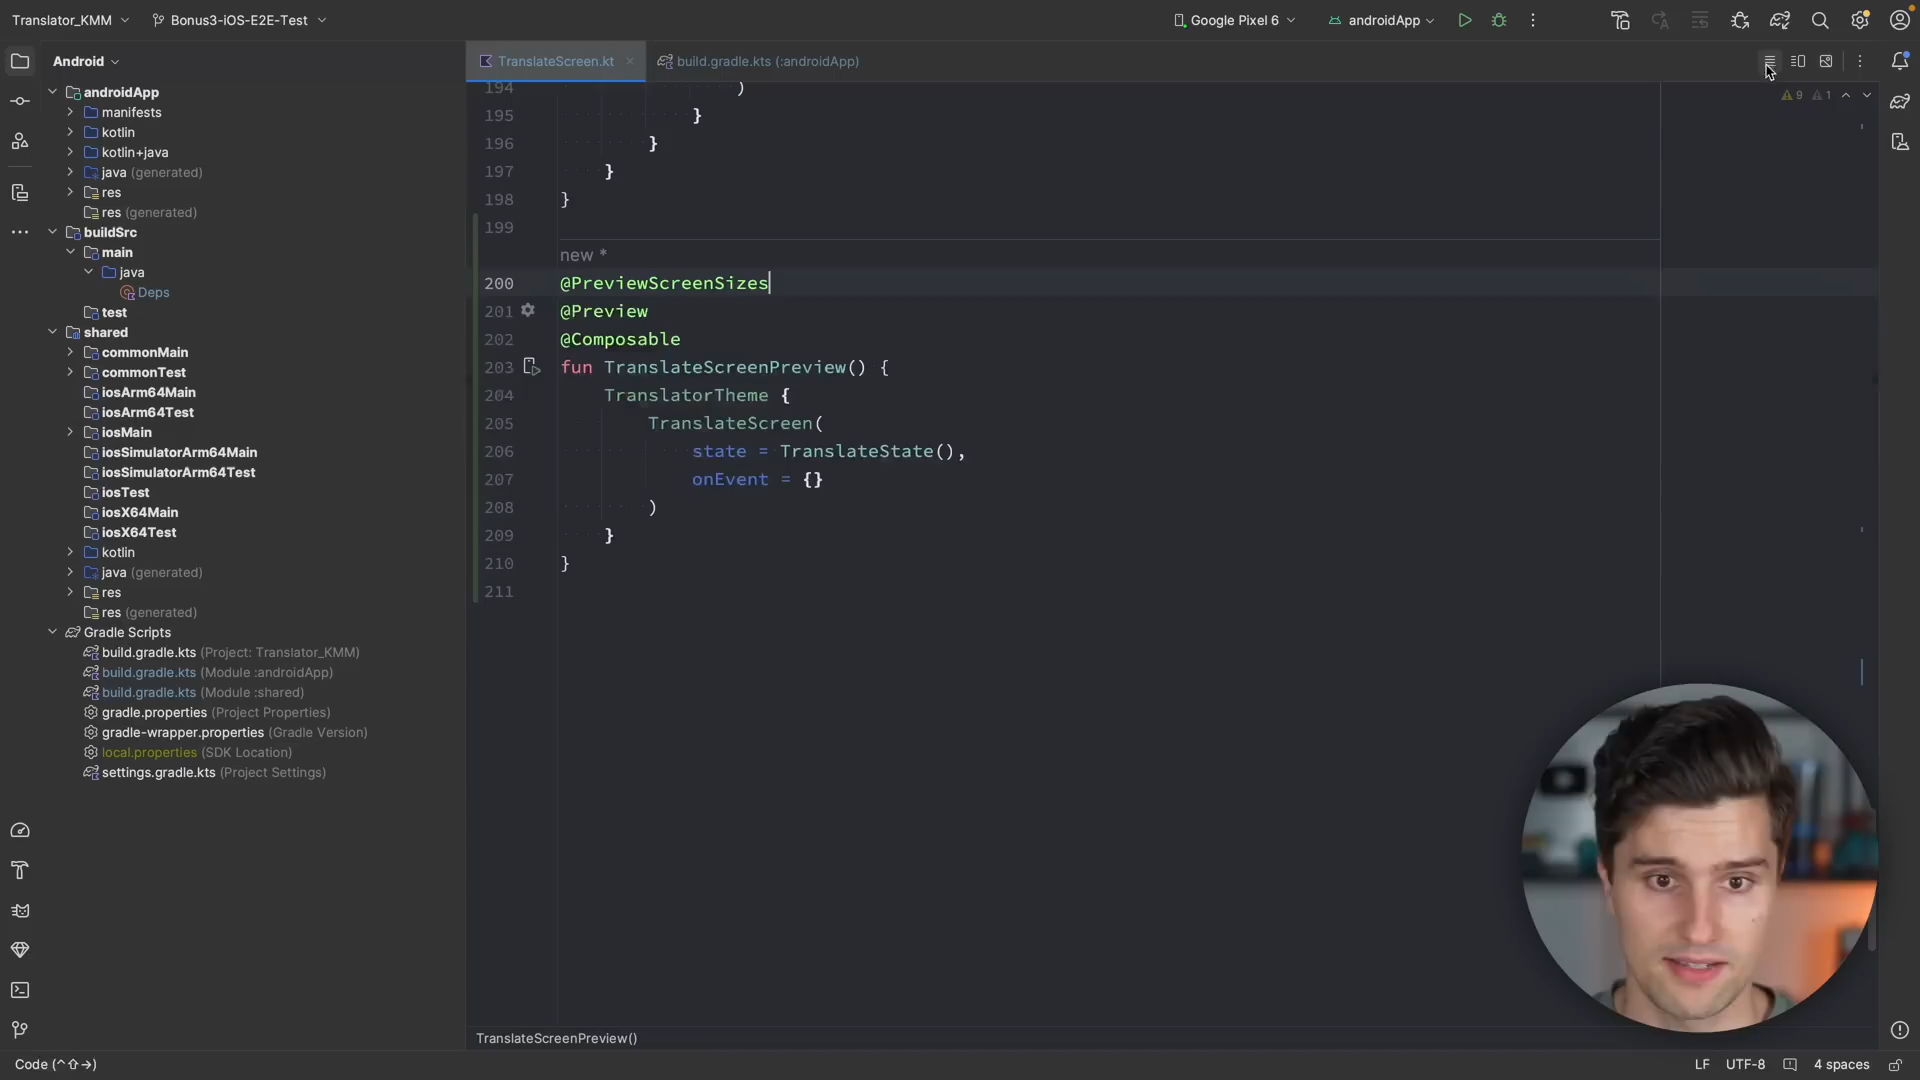 Translator_KMM
Bonus3-iOS-E2E-Test
Google Pixel 6
androidApp
Android
TranslateScreen.kt
build.gradle.kts (:androidApp)
9
1
androidApp
manifests
kotlin
kotlin+java
java (generated)
res
res (generated)
buildSrc
main
java
Deps
test
shared
commonMain
commonTest
iosArm64Main
iosArm64Test
iosMain
iosSimulatorArm64Main
iosSimulatorArm64Test
iosTest
iosX64Main
iosX64Test
kotlin
java (generated)
res
res (generated)
Gradle Scripts
build.gradle.kts (Project: Translator_KMM)
build.gradle.kts (Module :androidApp)
build.gradle.kts (Module :shared)
gradle.properties (Project Properties)
gradle-wrapper.properties (Gradle Version)
local.properties (SDK Location)
settings.gradle.kts (Project Settings)
194 )
195 }
196 }
197 }
198 }
199
new *
200 @PreviewScreenSizes
201 @Preview
202 @Composable
203 fun TranslateScreenPreview() {
204 TranslatorTheme {
205 TranslateScreen(
206 state = TranslateState(),
207 onEvent = {}
208 )
209 }
210 }
211
TranslateScreenPreview()
Code (⌃⇧→)
LF
UTF-8
4 spaces